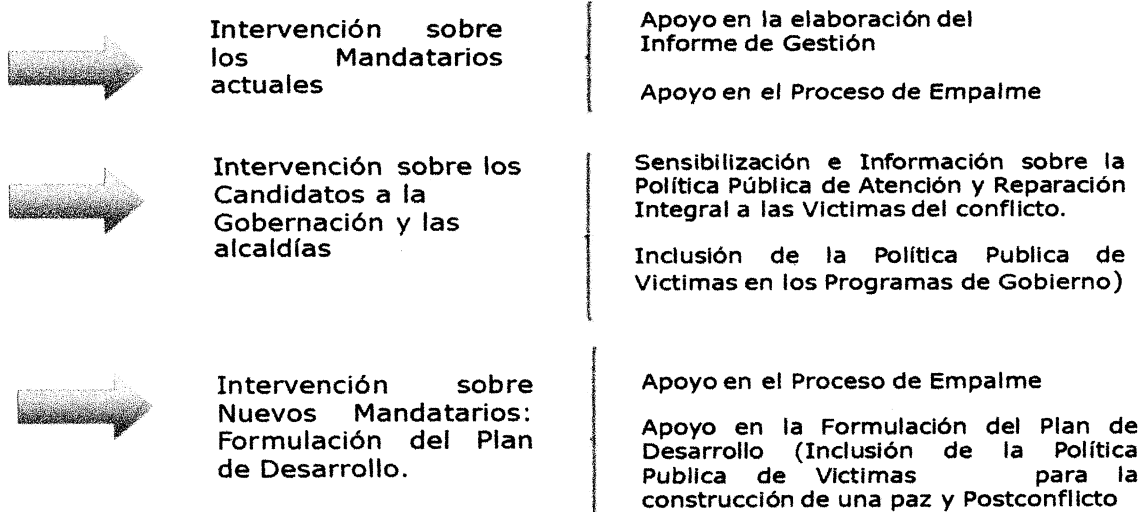 Intervención sobre
los Mandatarios
actuales
Apoyo en la elaboración del
Informe de Gestión
Apoyo en el Proceso de Empalme
Intervención sobre los
Candidatos a la
Gobernación y las
alcaldías
Sensibilización e Información sobre la
Política Pública de Atención y Reparación
Integral a las Victimas del conflicto.
Inclusión de la Política Publica de
Victimas en los Programas de Gobierno)
Intervención sobre
Nuevos Mandatarios:
Formulación del Plan
de Desarrollo.
Apoyo en el Proceso de Empalme
Apoyo en la Formulación del Plan de
Desarrollo (Inclusión de la Política
Publica de Victimas para la
construcción de una paz y Postconflicto